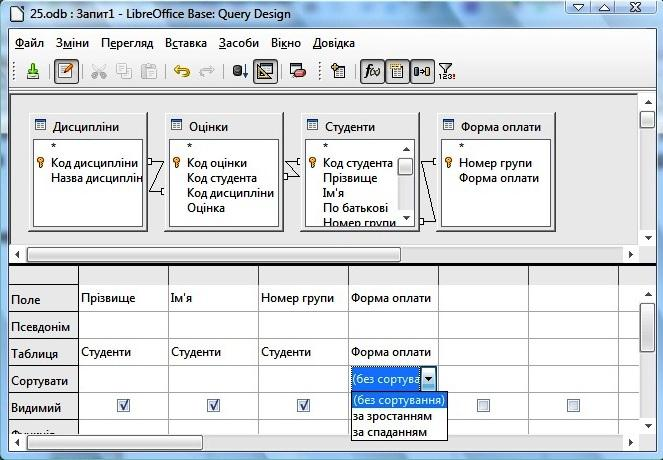 25.odb : Запит1 - LibreOffice Base: Query Design
Файл Зміни Перегляд Вставка Засоби Вікно Довідка
f(x) 123!
Дисципліни Оцінки Студенти Форма оплати
* * * *
Код дисципліни Код оцінки Код студента Номер групи
Назва дисциплін Код студента Прізвище Форма оплати
Код дисципліни Ім'я
Оцінка По батькові
Номер групи
Поле Прізвище Ім'я Номер групи Форма оплати
Псевдонім
Таблиця Студенти Студенти Студенти Форма оплати
Сортувати (без сортува
Видимий (без сортування)
за зростанням
Функція за спаданням